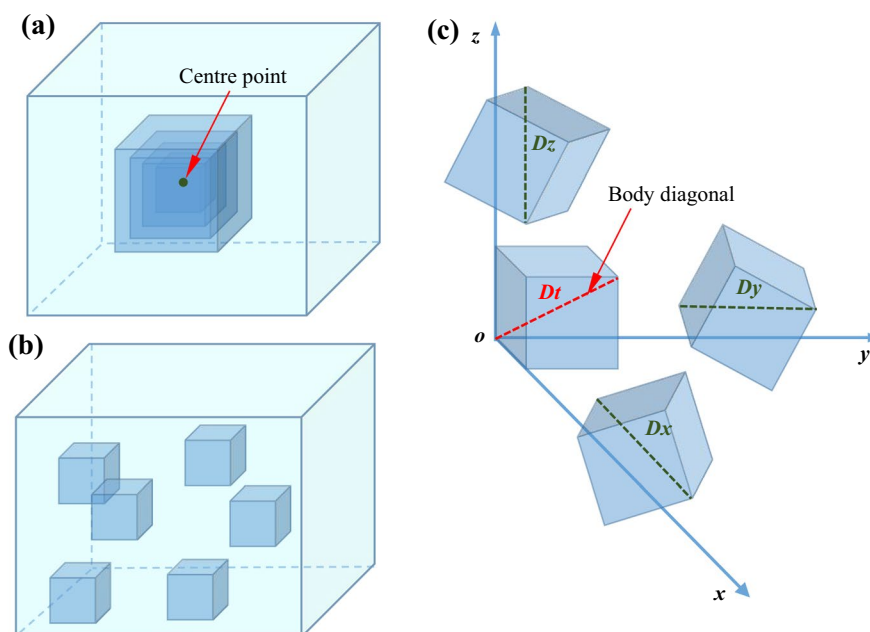 (a)
Centre point
(b)
(c)
z
Dz
Body diagonal
Dt
Dy
o
y
Dx
x